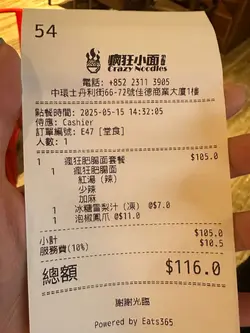 54
瘋狂小面
Crazy Noodles
電話: +852 2311 3905
中環士丹利街66-72號佳德商業大廈1樓
點餐時間: 2025-05-15 14:32:05
侍應: Cashier
訂單編號: E47 [堂食]
人數: 1
1 瘋狂肥腸面套餐 $105.0
1 瘋狂肥腸面
紅湯（辣）
少辣
加麻
1 冰糖雪梨汁（凍） @$7.0
1 泡椒鳳爪 @$11.0
小計 $105.0
服務費(10%) $10.5
總額 $116.0
謝謝光臨
Powered by Eats365